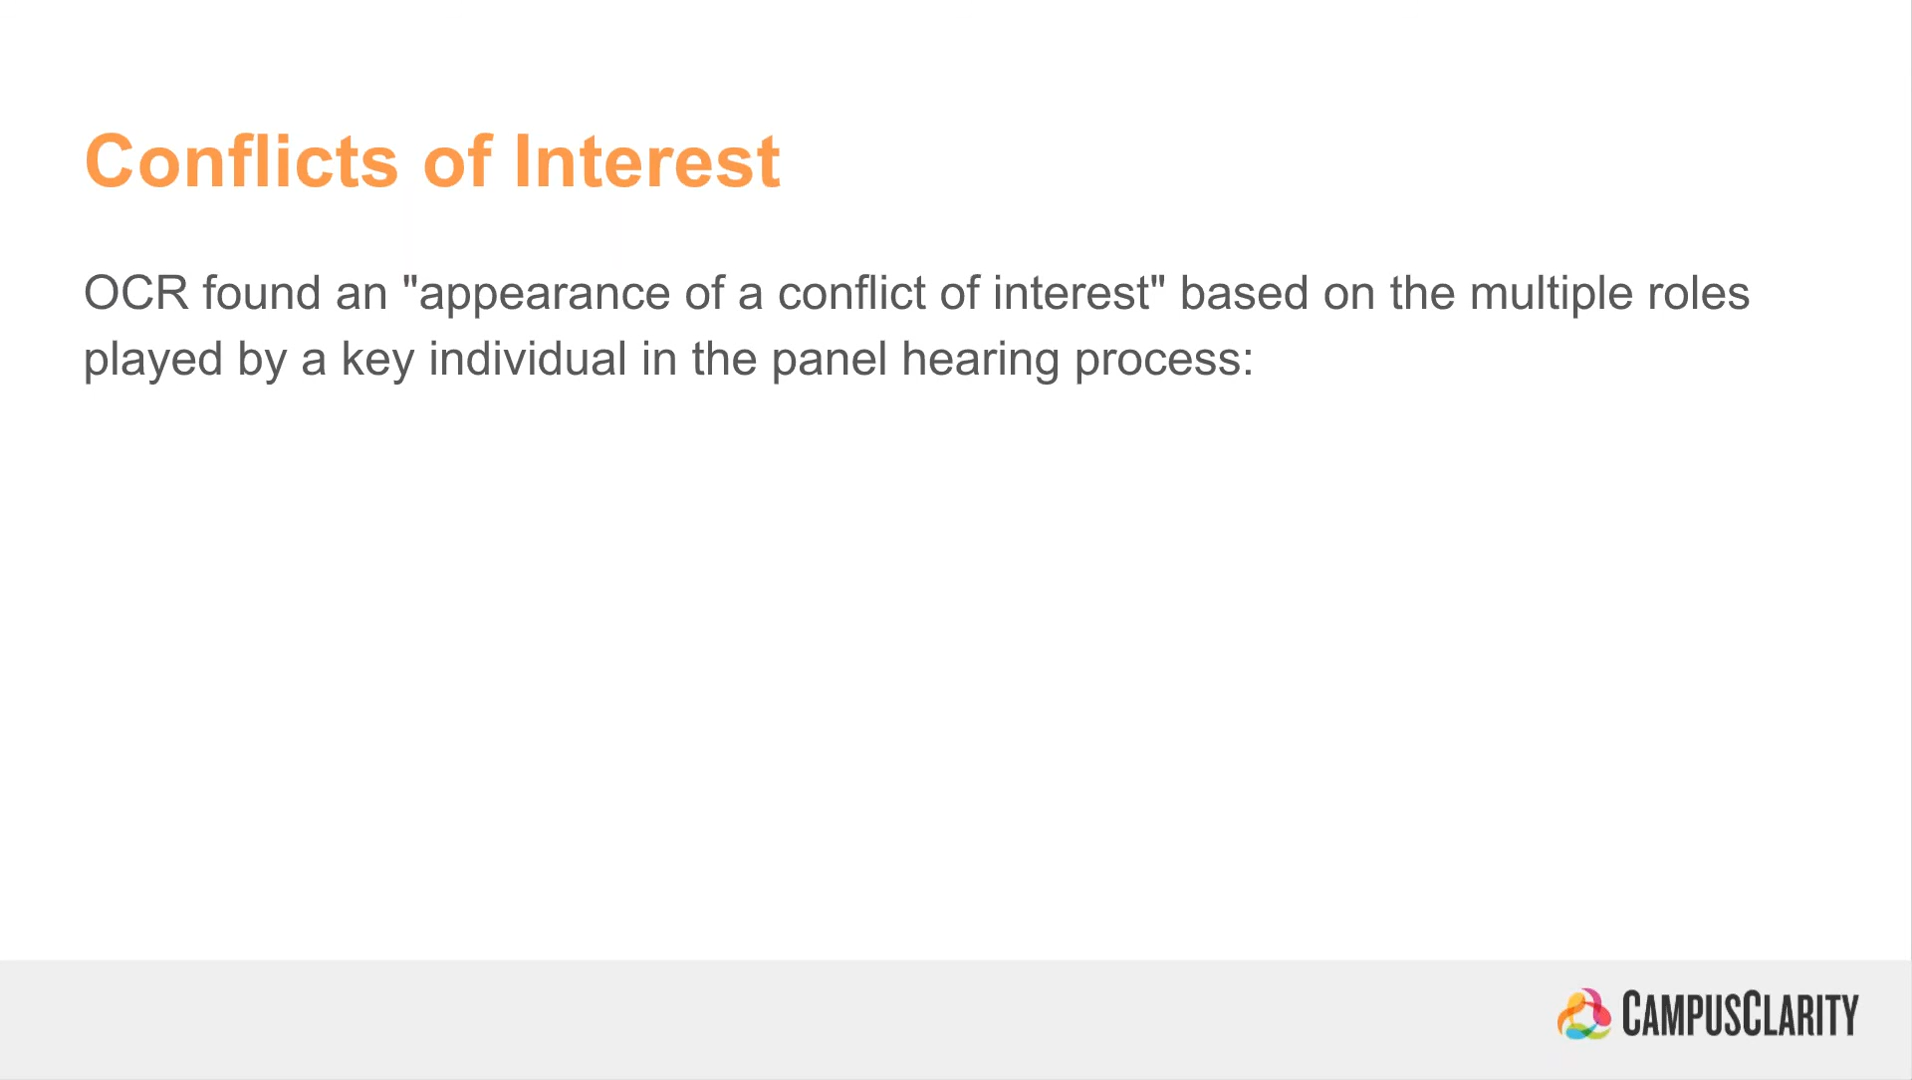 Conflicts of Interest
OCR found an "appearance of a conflict of interest" based on the multiple roles
played by a key individual in the panel hearing process:
CAMPUSCLARITY